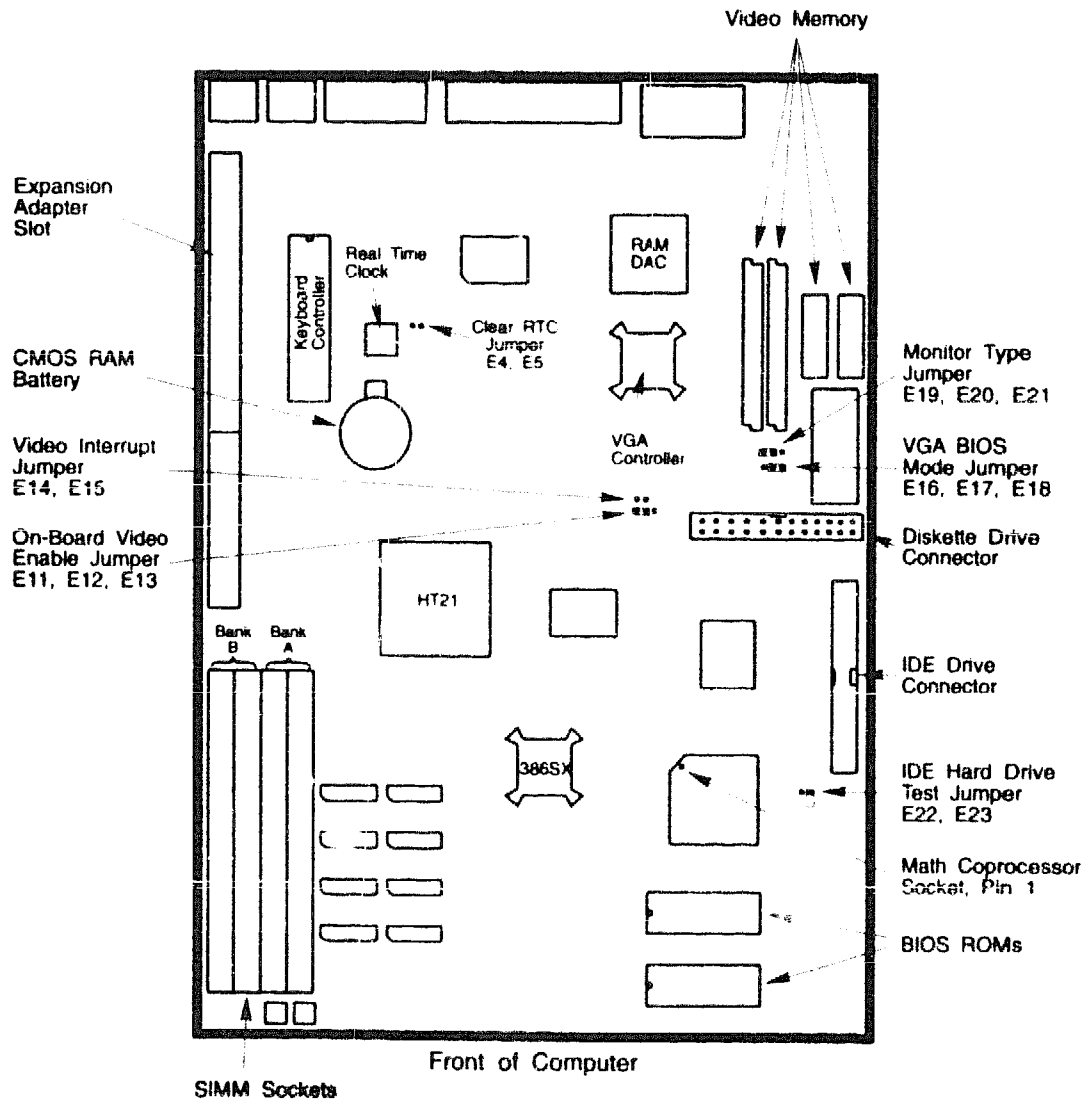 Video Memory
Expansion
Adapter
Slot
Keyboard
Controller
Real Time
Clock
RAM
DAC
Clear RTC
Jumper
E4, E5
CMOS RAM
Battery
Monitor Type
Jumper
E19, E20, E21
VGA
Controller
Video Interrupt
Jumper
E14, E15
VGA BIOS
Mode Jumper
E16, E17, E18
On-Board Video
Enable Jumper
E11, E12, E13
Diskette Drive
Connector
HT21
Bank
B
Bank
A
IDE Drive
Connector
386SX
IDE Hard Drive
Test Jumper
E22, E23
Math Coprocessor
Socket, Pin 1
BIOS ROMs
Front of Computer
SIMM Sockets